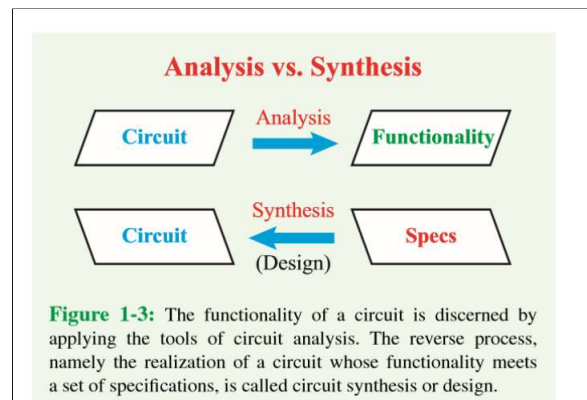 Analysis vs. Synthesis
Circuit
Analysis
Functionality
Circuit
Synthesis
(Design)
Specs
Figure 1-3: The functionality of a circuit is discerned by
applying the tools of circuit analysis. The reverse process,
namely the realization of a circuit whose functionality meets
a set of specifications, is called circuit synthesis or design.